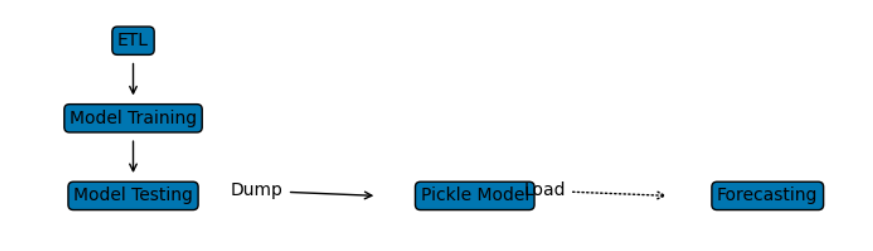 ETL
Model Training
Model Testing Dump Pickle Model Load Forecasting